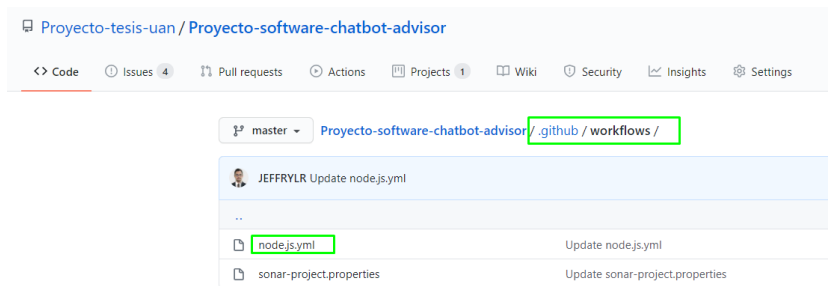 Proyecto-tesis-uan / Proyecto-software-chatbot-advisor
Code Issues 4 Pull requests Actions Projects 1 Wiki Security Insights Settings
master Proyecto-software-chatbot-advisor / .github / workflows /
JEFFRYLR Update node.js.yml
..
node.js.yml Update node.js.yml
sonar-project.properties Update sonar-project.properties